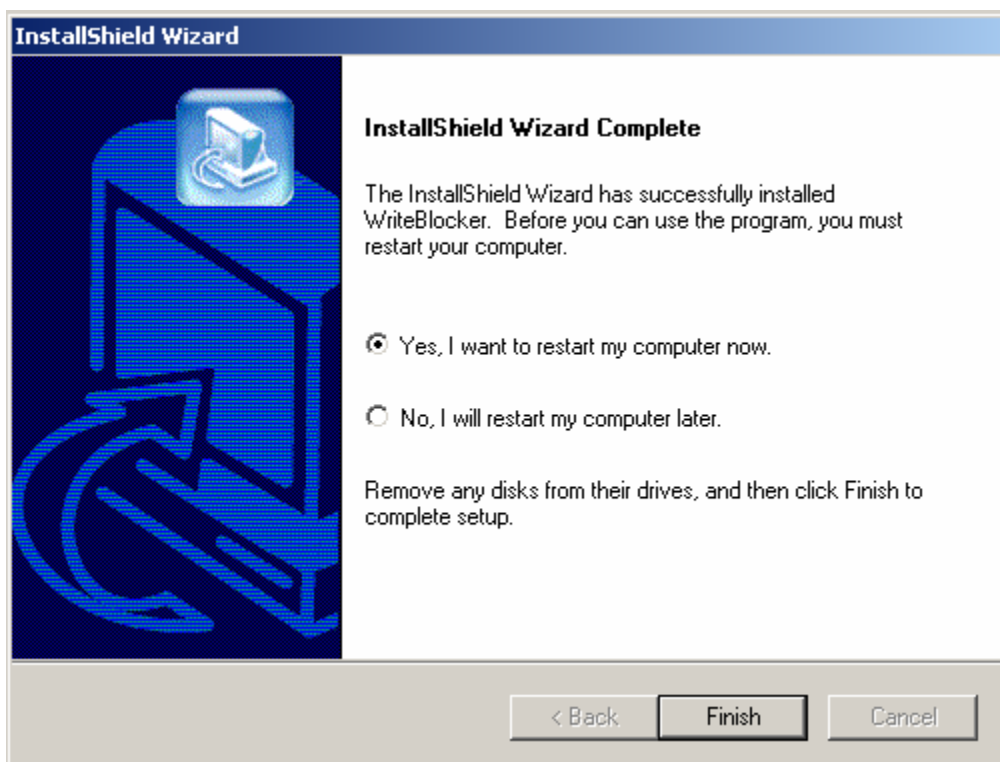 InstallShield Wizard
InstallShield Wizard Complete
The InstallShield Wizard has successfully installed
WriteBlocker.  Before you can use the program, you must
restart your computer.
Yes, I want to restart my computer now.
No, I will restart my computer later.
Remove any disks from their drives, and then click Finish to
complete setup.
< Back
Finish
Cancel